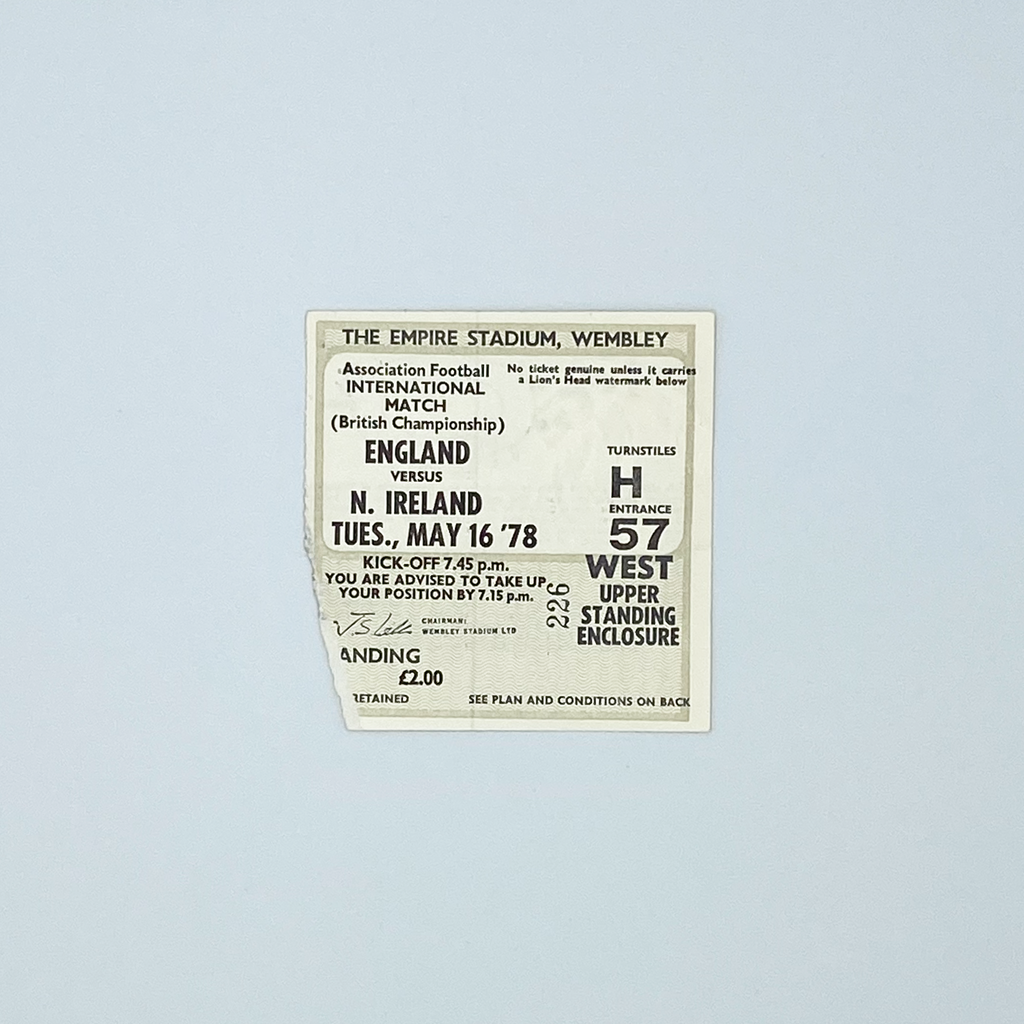 THE EMPIRE STADIUM, WEMBLEY
Association Football
INTERNATIONAL
MATCH
(British Championship)
ENGLAND
VERSUS
N. IRELAND
TUES., MAY 16 '78
No ticket genuine unless it carries
a Lion's Head watermark below
TURNSTILES
H
ENTRANCE
57
WEST
UPPER
STANDING
ENCLOSURE
KICK-OFF 7.45 p.m.
YOU ARE ADVISED TO TAKE UP
YOUR POSITION BY 7.15 p.m.
226
CHAIRMAN:
WEMBLEY STADIUM LTD
ANDING
£2.00
RETAINED
SEE PLAN AND CONDITIONS ON BACK